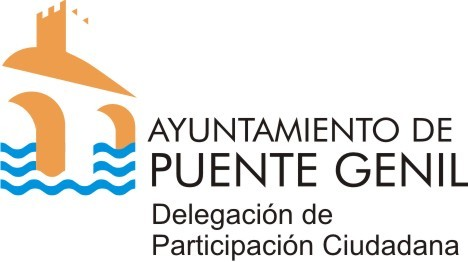 AYUNTAMIENTO DE
PUENTE GENIL
Delegación de
Participación Ciudadana